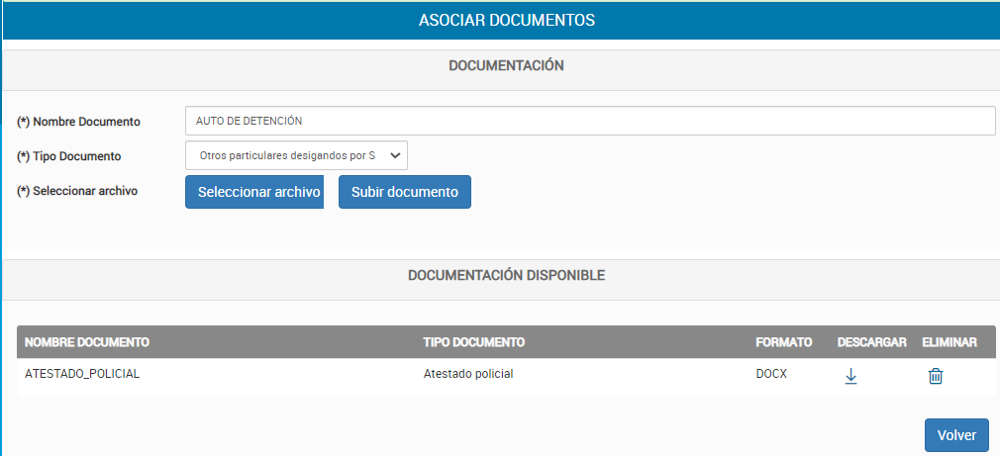 ASOCIAR DOCUMENTOS
DOCUMENTACIÓN
(*) Nombre Documento AUTO DE DETENCIÓN
(*) Tipo Documento Otros particulares desigandos por S
(*) Seleccionar archivo Seleccionar archivo Subir documento
DOCUMENTACIÓN DISPONIBLE
NOMBRE DOCUMENTO TIPO DOCUMENTO FORMATO DESCARGAR ELIMINAR
ATESTADO_POLICIAL Atestado policial DOCX
Volver